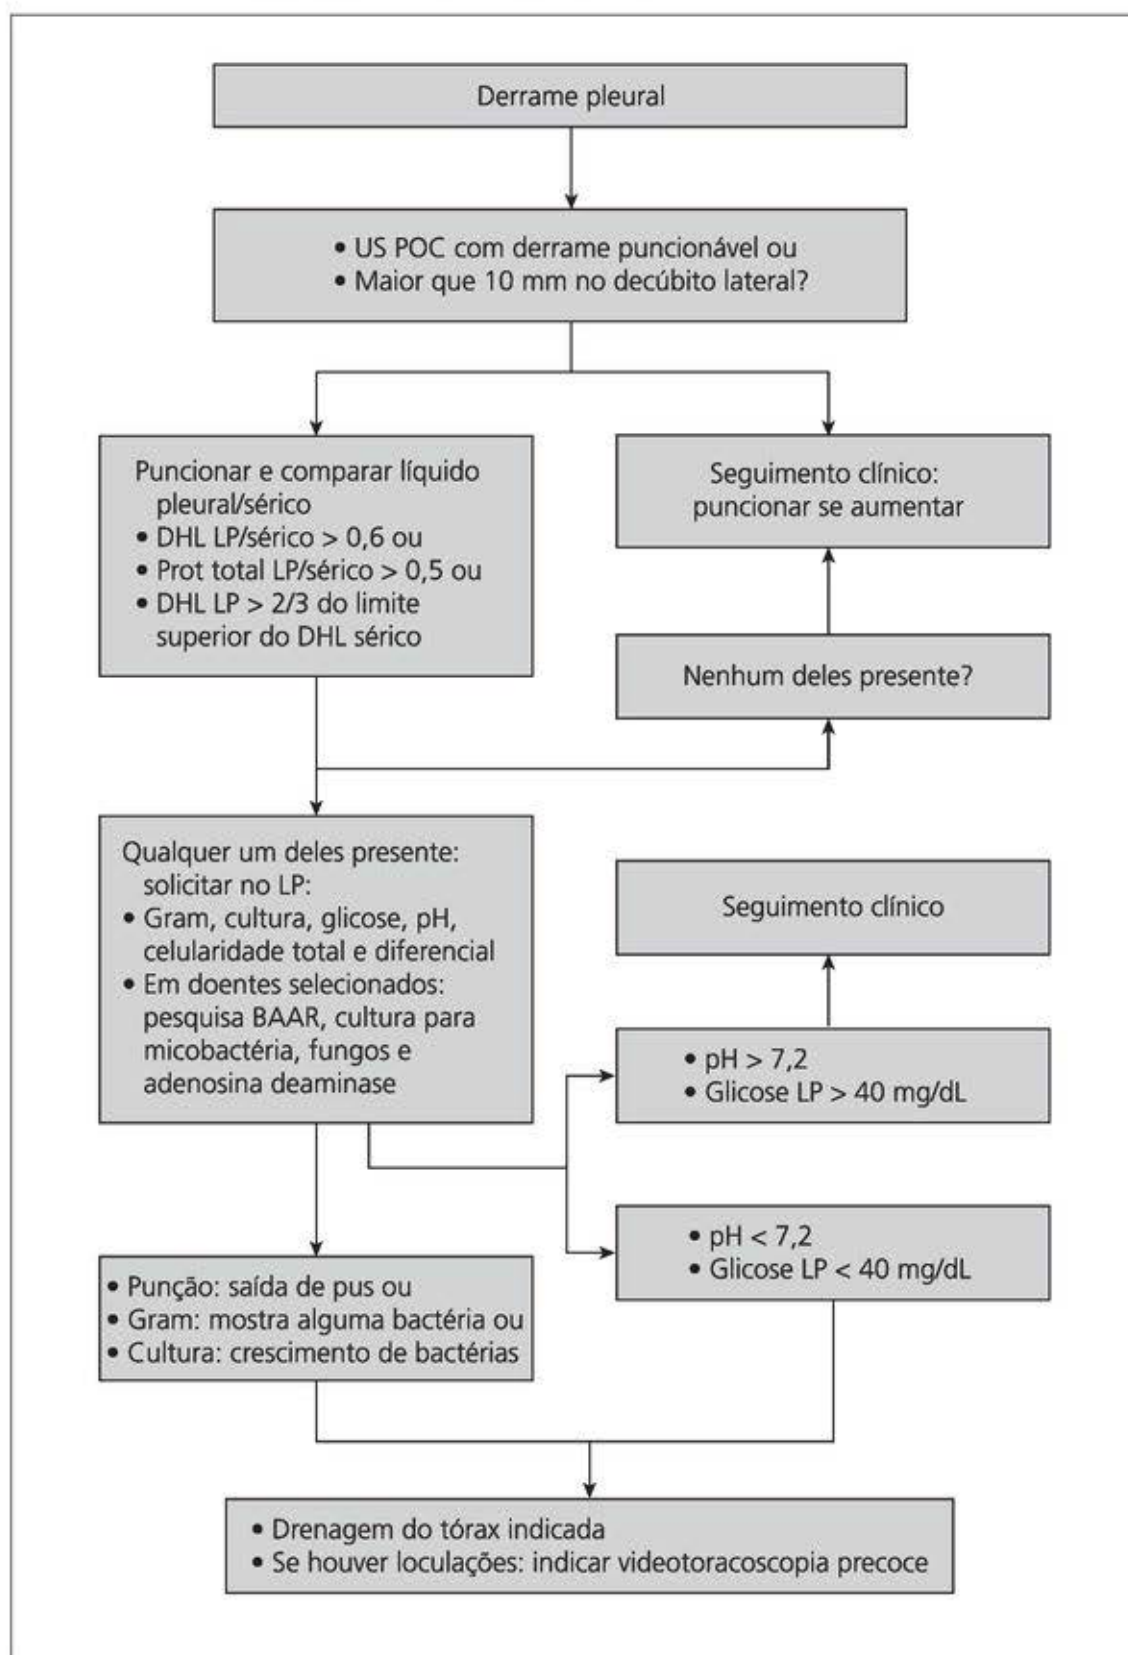 Derrame pleural
• US POC com derrame puncionável ou
• Maior que 10 mm no decúbito lateral?
Puncionar e comparar líquido
pleural/sérico
• DHL LP/sérico > 0,6 ou
• Prot total LP/sérico > 0,5 ou
• DHL LP > 2/3 do limite
superior do DHL sérico
Seguimento clínico:
puncionar se aumentar
Nenhum deles presente?
Qualquer um deles presente:
solicitar no LP:
• Gram, cultura, glicose, pH,
celularidade total e diferencial
• Em doentes selecionados:
pesquisa BAAR, cultura para
micobactéria, fungos e
adenosina deaminase
Seguimento clínico
• pH > 7,2
• Glicose LP > 40 mg/dL
• pH < 7,2
• Glicose LP < 40 mg/dL
• Punção: saída de pus ou
• Gram: mostra alguma bactéria ou
• Cultura: crescimento de bactérias
• Drenagem do tórax indicada
• Se houver loculações: indicar videotoracoscopia precoce